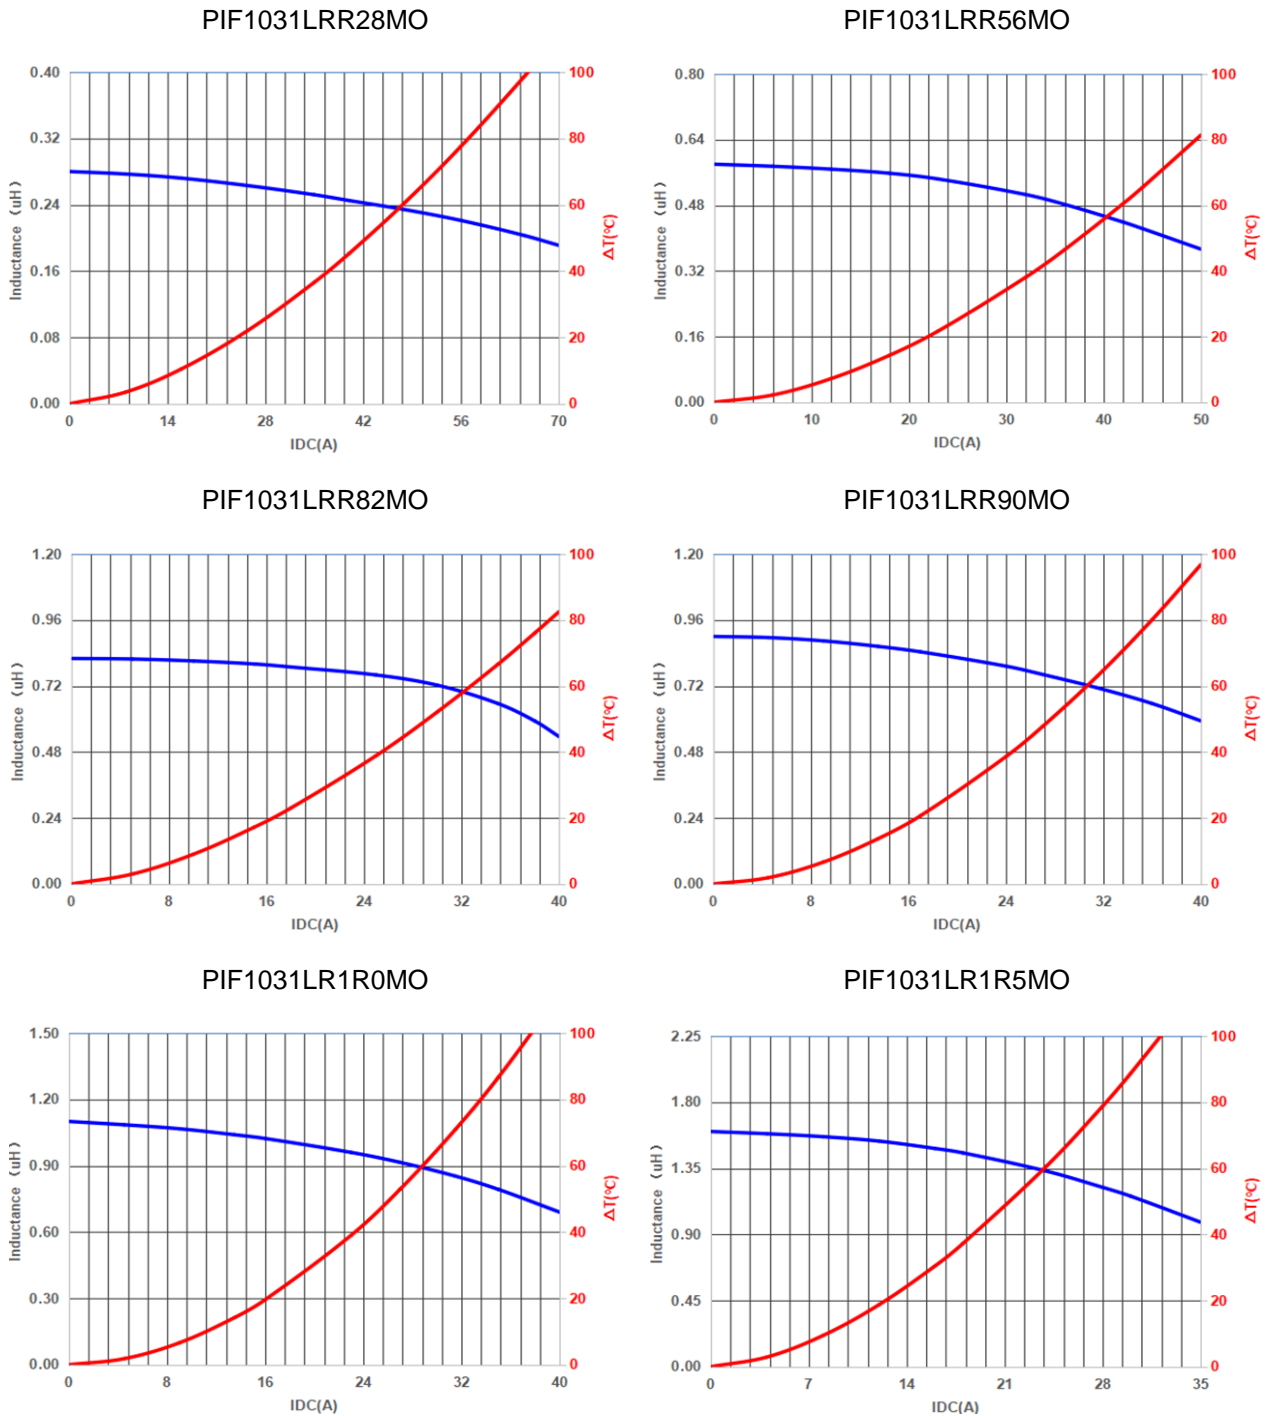 PIF1031LRR28MO
PIF1031LRR56MO
0.40
0.32
0.24
0.16
0.08
0.00
Inductance（uH）
100
80
60
40
20
0
ΔT(℃)
0 14 28 42 56 70
IDC(A)
0.80
0.64
0.48
0.32
0.16
0.00
Inductance（uH）
100
80
60
40
20
0
ΔT(℃)
0 10 20 30 40 50
IDC(A)
PIF1031LRR82MO
PIF1031LRR90MO
1.20
0.96
0.72
0.48
0.24
0.00
Inductance（uH）
100
80
60
40
20
0
ΔT(℃)
0 8 16 24 32 40
IDC(A)
1.20
0.96
0.72
0.48
0.24
0.00
Inductance（uH）
100
80
60
40
20
0
ΔT(℃)
0 8 16 24 32 40
IDC(A)
PIF1031LR1R0MO
PIF1031LR1R5MO
1.50
1.20
0.90
0.60
0.30
0.00
Inductance（uH）
100
80
60
40
20
0
ΔT(℃)
0 8 16 24 32 40
IDC(A)
2.25
1.80
1.35
0.90
0.45
0.00
Inductance（uH）
100
80
60
40
20
0
ΔT(℃)
0 7 14 21 28 35
IDC(A)